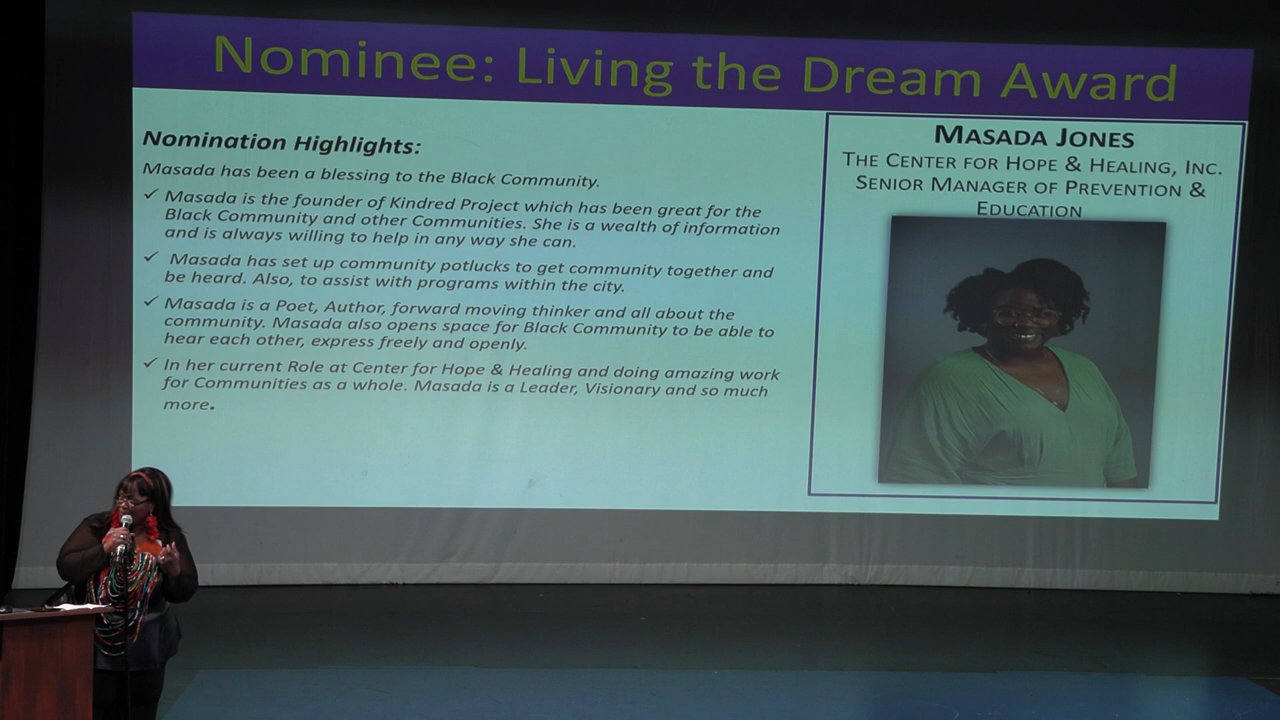 Nominee: Living the Dream Award
Nomination Highlights:
Masada has been a blessing to the Black Community.
✓ Masada is the founder of Kindred Project which has been great for the
Black Community and other Communities. She is a wealth of information
and is always willing to help in any way she can.
✓ Masada has set up community potlucks to get community together and
be heard. Also, to assist with programs within the city.
✓ Masada is a Poet, Author, forward moving thinker and all about the
community. Masada also opens space for Black Community to be able to
hear each other, express freely and openly.
✓ In her current Role at Center for Hope & Healing and doing amazing work
for Communities as a whole. Masada is a Leader, Visionary and so much
more.
MASADA JONES
THE CENTER FOR HOPE & HEALING, INC.
SENIOR MANAGER OF PREVENTION &
EDUCATION